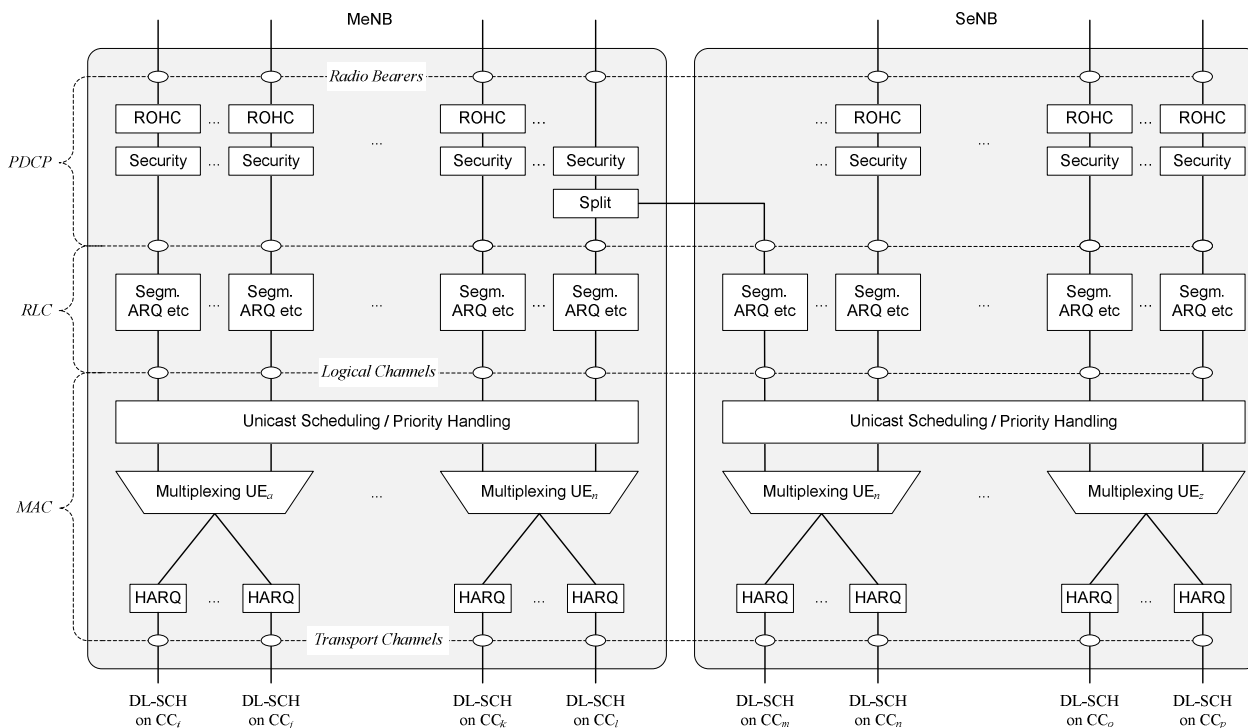 MeNB SeNB
Radio Bearers
ROHC ... ROHC ROHC ... ... ROHC ROHC ... ROHC
... ...
PDCP
Security ... Security Security ... Security ... Security Security ... Security
Split
Segm. Segm. Segm. Segm. Segm. Segm. Segm. Segm.
RLC ... ... ... ... ... ...
ARQ etc ARQ etc ARQ etc ARQ etc ARQ etc ARQ etc ARQ etc ARQ etc
Logical Channels
Unicast Scheduling / Priority Handling Unicast Scheduling / Priority Handling
Multiplexing UEa ... Multiplexing UEn Multiplexing UEn ... Multiplexing UEz
MAC
HARQ ... HARQ ... HARQ ... HARQ HARQ ... HARQ ... HARQ ... HARQ
Transport Channels
DL-SCH DL-SCH DL-SCH DL-SCH DL-SCH DL-SCH DL-SCH DL-SCH
on CCi on CCj on CCk on CCl on CCm on CCn on CCo on CCp